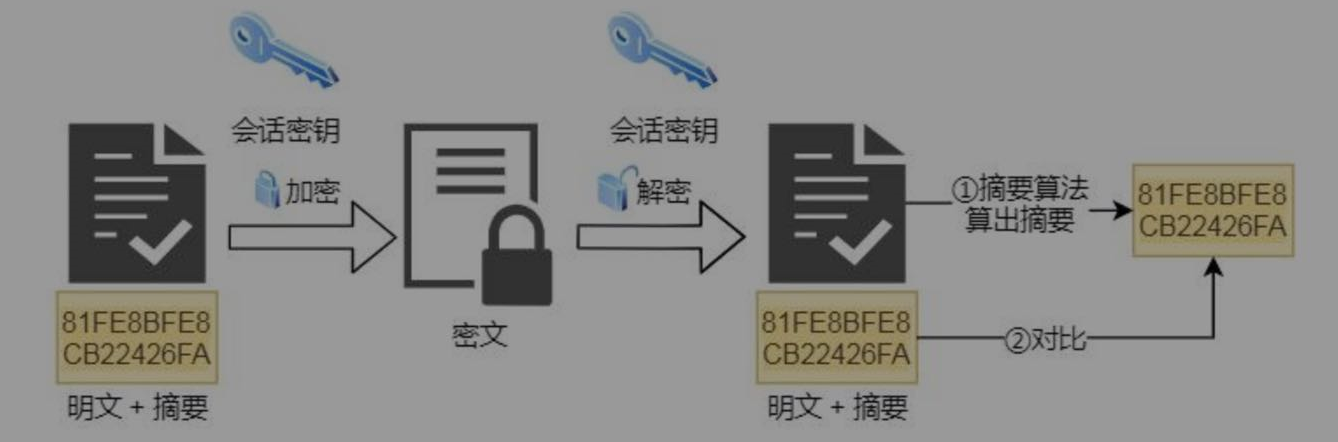 会话密钥
会话密钥
加密
解密
①摘要算法
算出摘要
81FE8BFE8
CB22426FA
81FE8BFE8
CB22426FA
明文 + 摘要
密文
81FE8BFE8
CB22426FA
明文 + 摘要
②对比